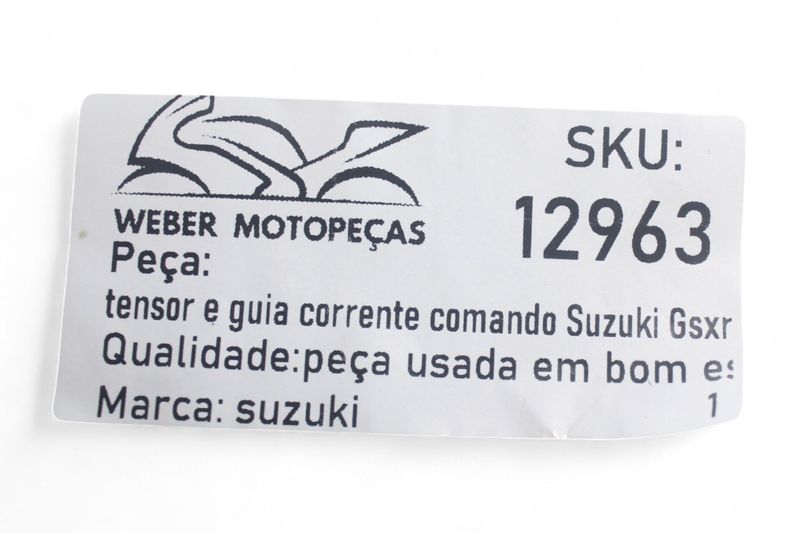 WEBER MOTOPEÇAS
SKU:
12963
Peça:
tensor e guia corrente comando Suzuki Gsxr
Qualidade:peça usada em bom es
Marca: suzuki
1